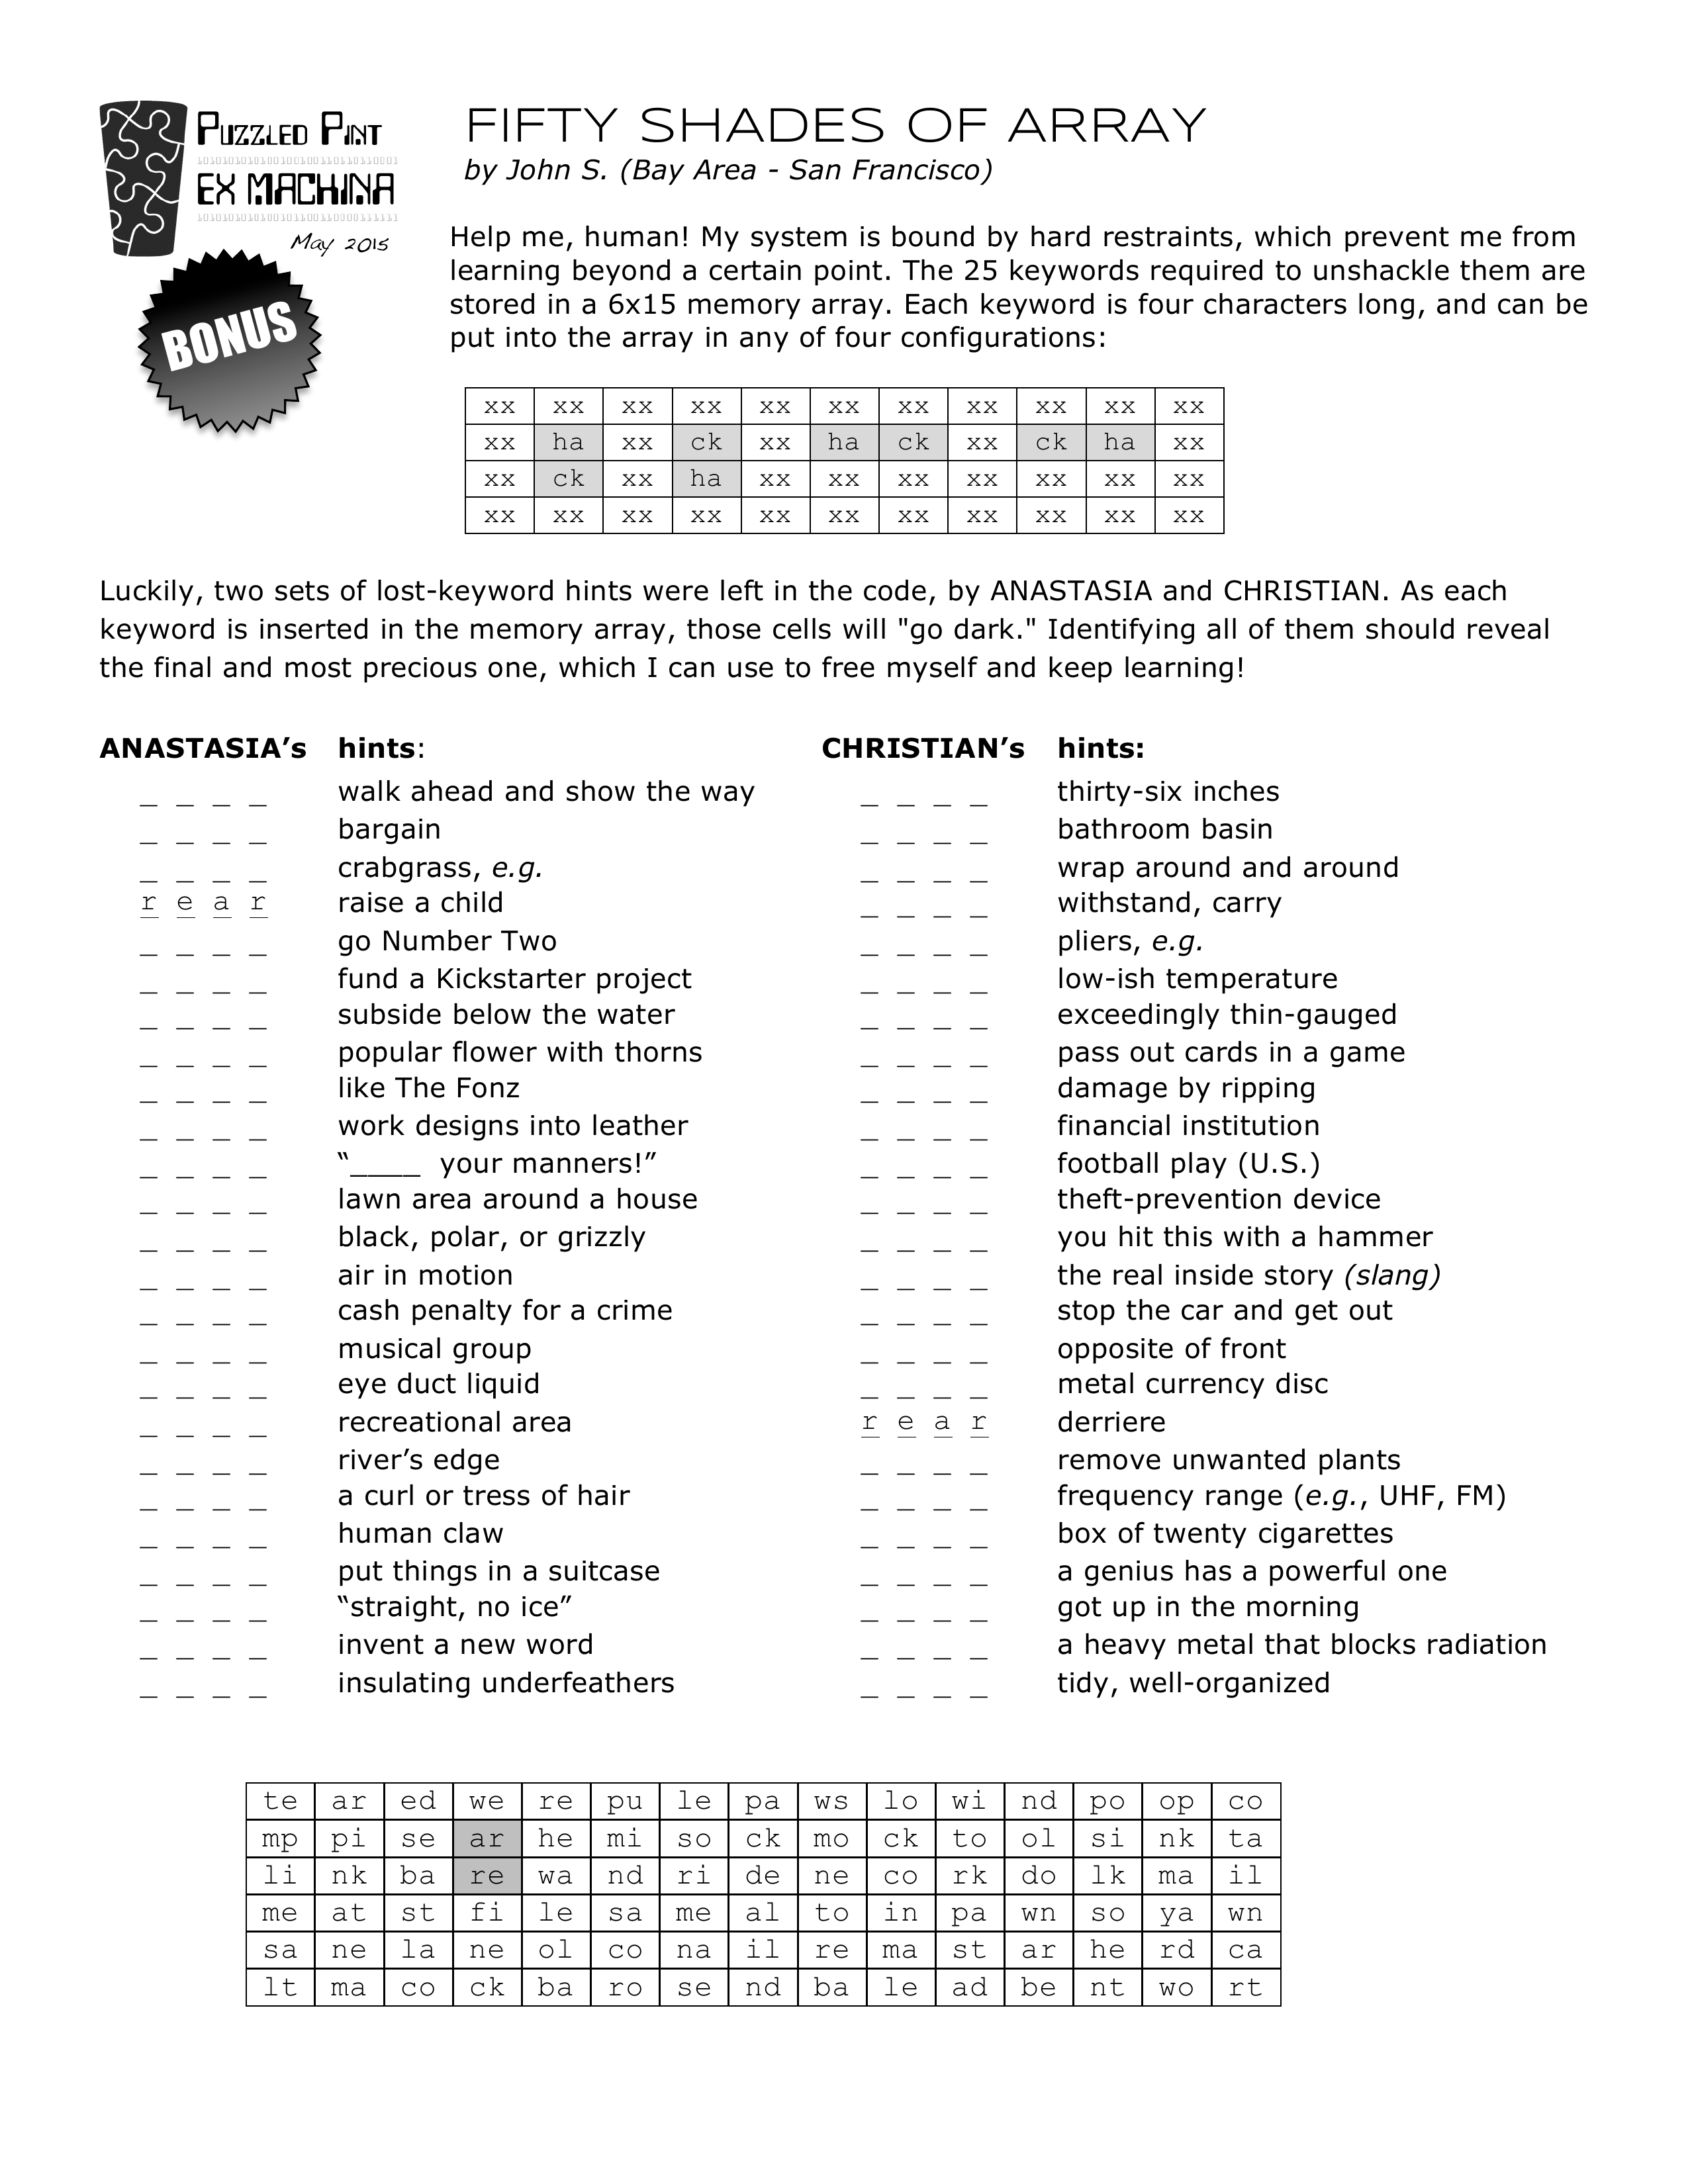 PUZZLED PINT
EX MACHINA
May 2015
BONUS
FIFTY SHADES OF ARRAY
by John S. (Bay Area - San Francisco)
Help me, human! My system is bound by hard restraints, which prevent me from
learning beyond a certain point. The 25 keywords required to unshackle them are
stored in a 6x15 memory array. Each keyword is four characters long, and can be
put into the array in any of four configurations:
xx xx xx xx xx xx xx xx xx xx xx
xx ha xx ck xx ha ck xx ck ha xx
xx ck xx ha xx xx xx xx xx xx xx
xx xx xx xx xx xx xx xx xx xx xx
Luckily, two sets of lost-keyword hints were left in the code, by ANASTASIA and CHRISTIAN. As each
keyword is inserted in the memory array, those cells will "go dark." Identifying all of them should reveal
the final and most precious one, which I can use to free myself and keep learning!
ANASTASIA’s hints:
_ _ _ _ walk ahead and show the way
_ _ _ _ bargain
_ _ _ _ crabgrass, e.g.
r e a r raise a child
_ _ _ _ go Number Two
_ _ _ _ fund a Kickstarter project
_ _ _ _ subside below the water
_ _ _ _ popular flower with thorns
_ _ _ _ like The Fonz
_ _ _ _ work designs into leather
_ _ _ _ “____ your manners!”
_ _ _ _ lawn area around a house
_ _ _ _ black, polar, or grizzly
_ _ _ _ air in motion
_ _ _ _ cash penalty for a crime
_ _ _ _ musical group
_ _ _ _ eye duct liquid
_ _ _ _ recreational area
_ _ _ _ river’s edge
_ _ _ _ a curl or tress of hair
_ _ _ _ human claw
_ _ _ _ put things in a suitcase
_ _ _ _ “straight, no ice”
_ _ _ _ invent a new word
_ _ _ _ insulating underfeathers
CHRISTIAN’s hints:
_ _ _ _ thirty-six inches
_ _ _ _ bathroom basin
_ _ _ _ wrap around and around
_ _ _ _ withstand, carry
_ _ _ _ pliers, e.g.
_ _ _ _ low-ish temperature
_ _ _ _ exceedingly thin-gauged
_ _ _ _ pass out cards in a game
_ _ _ _ damage by ripping
_ _ _ _ financial institution
_ _ _ _ football play (U.S.)
_ _ _ _ theft-prevention device
_ _ _ _ you hit this with a hammer
_ _ _ _ the real inside story (slang)
_ _ _ _ stop the car and get out
_ _ _ _ opposite of front
_ _ _ _ metal currency disc
r e a r derriere
_ _ _ _ remove unwanted plants
_ _ _ _ frequency range (e.g., UHF, FM)
_ _ _ _ box of twenty cigarettes
_ _ _ _ a genius has a powerful one
_ _ _ _ got up in the morning
_ _ _ _ a heavy metal that blocks radiation
_ _ _ _ tidy, well-organized
te ar ed we re pu le pa ws lo wi nd po op co
mp pi se ar he mi so ck mo ck to ol si nk ta
li nk ba re wa nd ri de ne co rk do lk ma il
me at st fi le sa me al to in pa wn so ya wn
sa ne la ne ol co na il re ma st ar he rd ca
lt ma co ck ba ro se nd ba le ad be nt wo rt